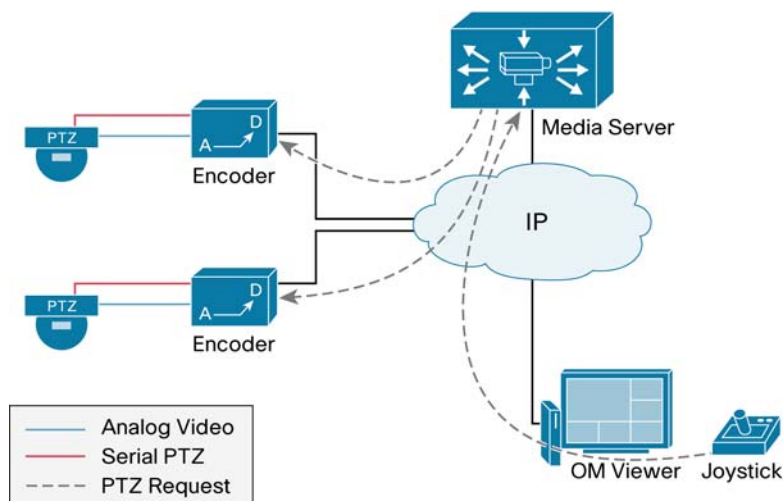 Media Server
PTZ
A D
Encoder
IP
PTZ
A D
Encoder
Analog Video
Serial PTZ
PTZ Request
OM Viewer
Joystick